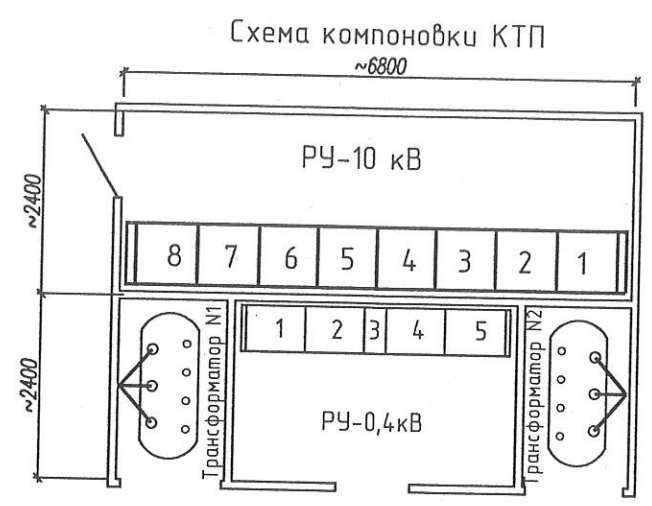 Схема компоновки КТП
~6800
РУ-10 кВ
~2400
8 7 6 5 4 3 2 1
1 2 3 4 5
Трансформатор N1
Трансформатор N2
~2400
РУ-0,4кВ